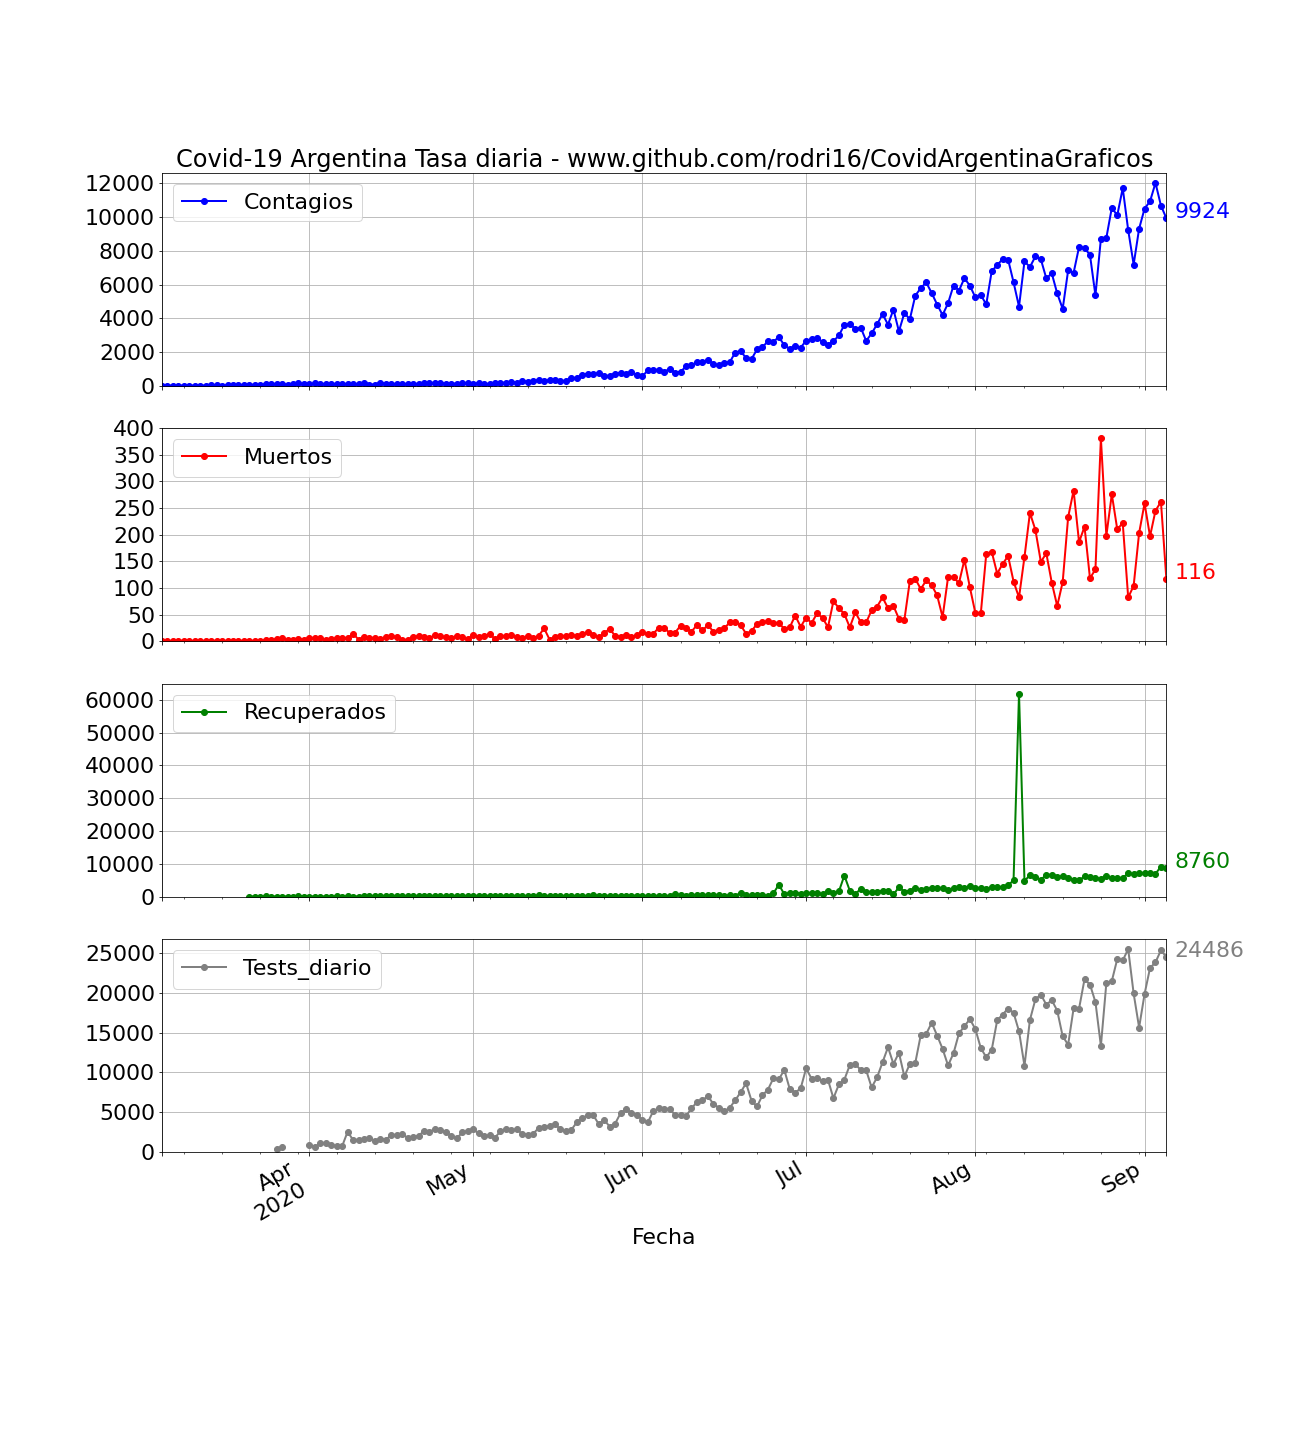 Covid-19 Argentina Tasa diaria - www.github.com/rodri16/CovidArgentinaGraficos
12000
10000
8000
6000
4000
2000
0
Contagios
9924
400
350
300
250
200
150
100
50
0
Muertos
116
60000
50000
40000
30000
20000
10000
0
Recuperados
8760
25000
20000
15000
10000
5000
0
Tests_diario
24486
Apr
2020
May
Jun
Jul
Aug
Sep
Fecha